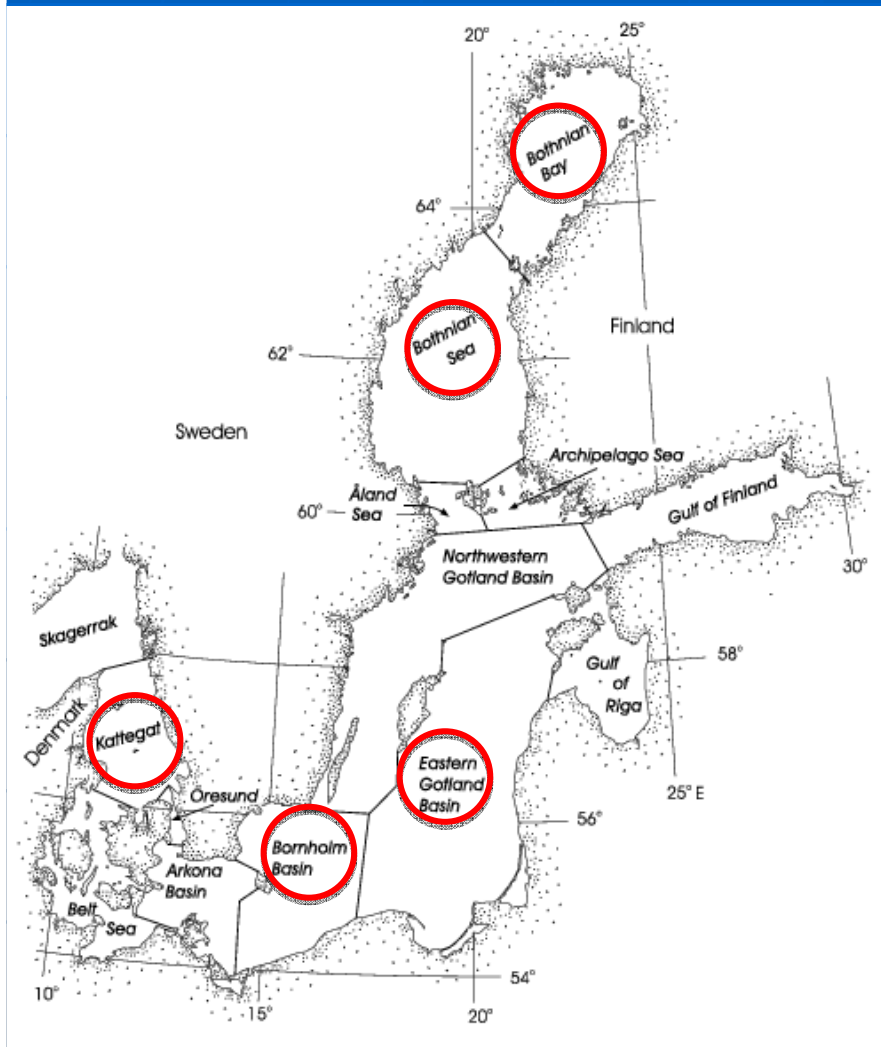 20°
25°
Bothnian
Bay
64°
Bothnian
Sea
Finland
62°
Sweden
Archipelago Sea
Åland
Sea
60°
Gulf of Finland
Northwestern
Gotland Basin
30°
Skagerrak
58°
Gulf
of
Riga
Denmark
Kattegat
Eastern
Gotland
Basin
Öresund
25° E
56°
Bornholm
Basin
Arkona
Basin
Belt
Sea
54°
10°
15°
20°